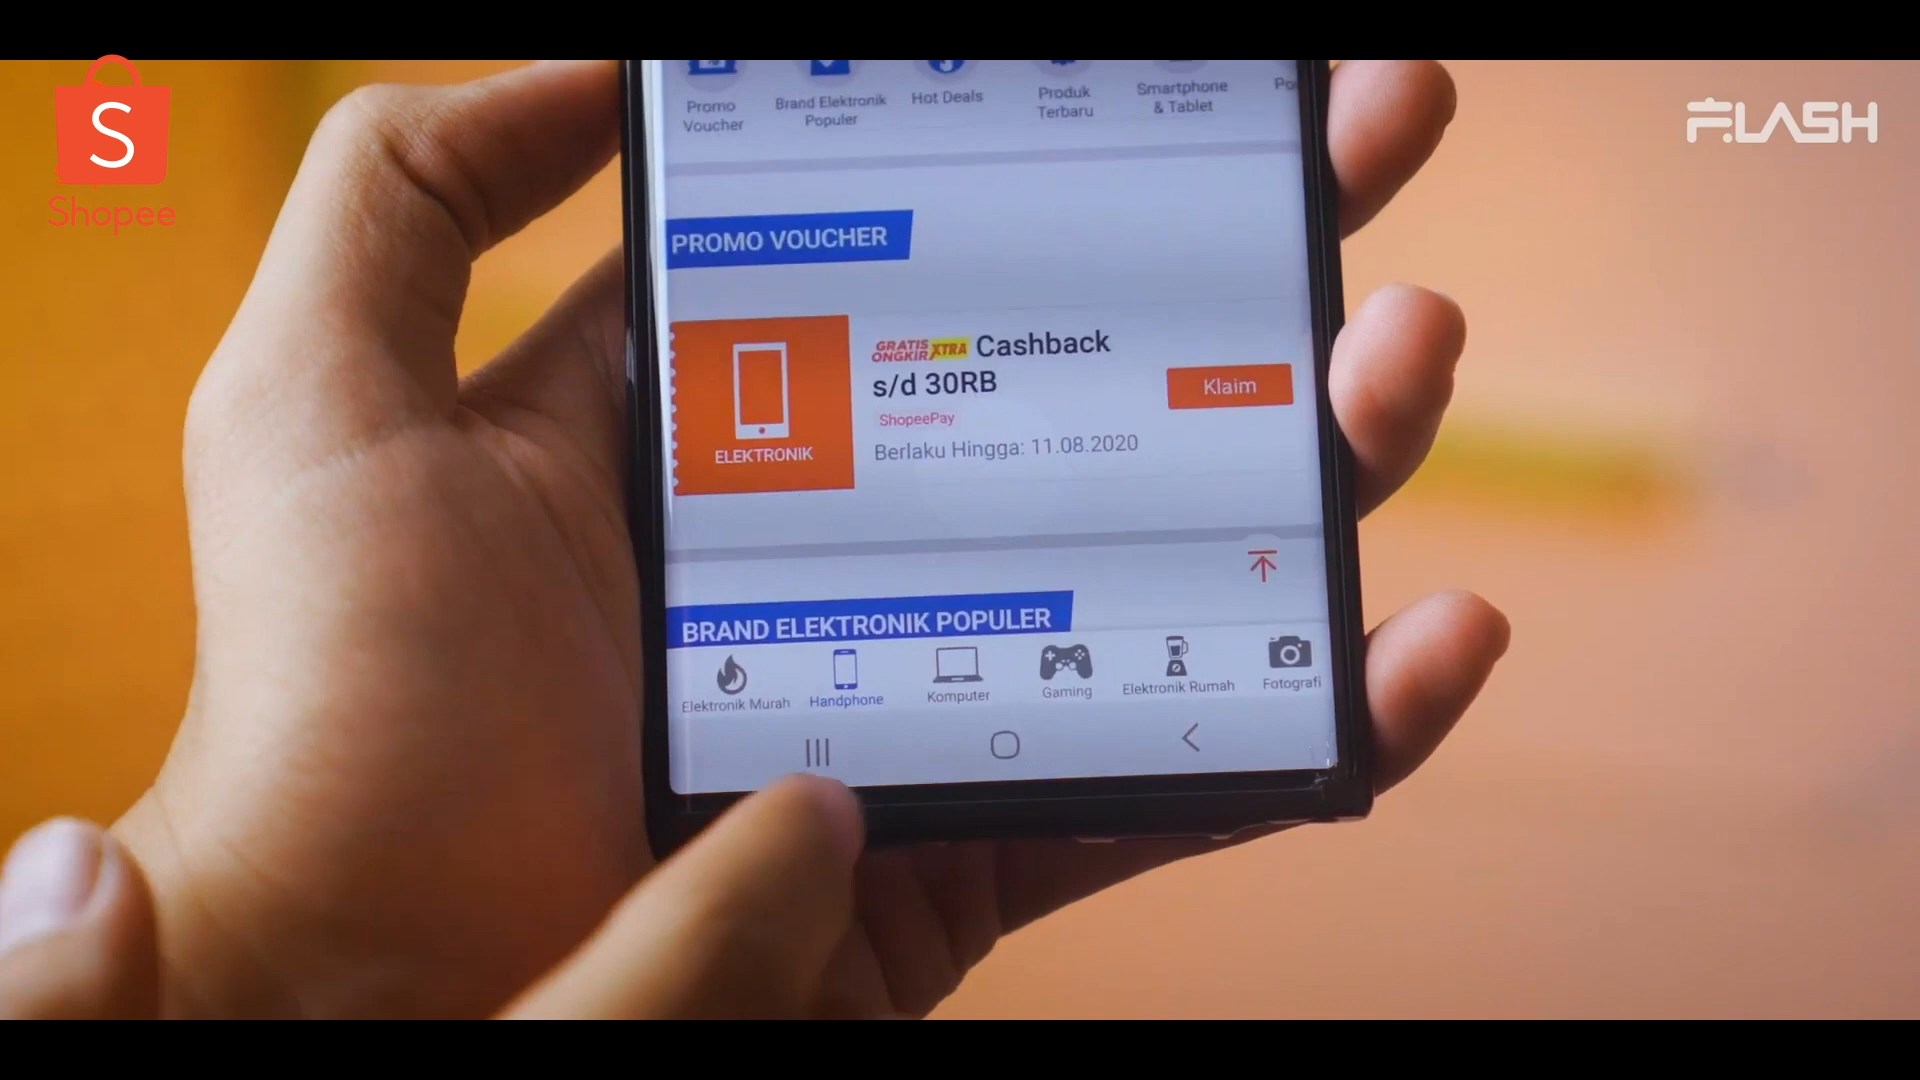 S
Shopee
FLASH
Promo
Voucher
Brand Elektronik
Populer
Hot Deals
Produk
Terbaru
Smartphone
& Tablet
PROMO VOUCHER
GRATIS
ONGKIR XTRA Cashback
s/d 30RB
ShopeePay
Berlaku Hingga: 11.08.2020
Klaim
ELEKTRONIK
BRAND ELEKTRONIK POPULER
Elektronik Murah
Handphone
Komputer
Gaming
Elektronik Rumah
Fotografi